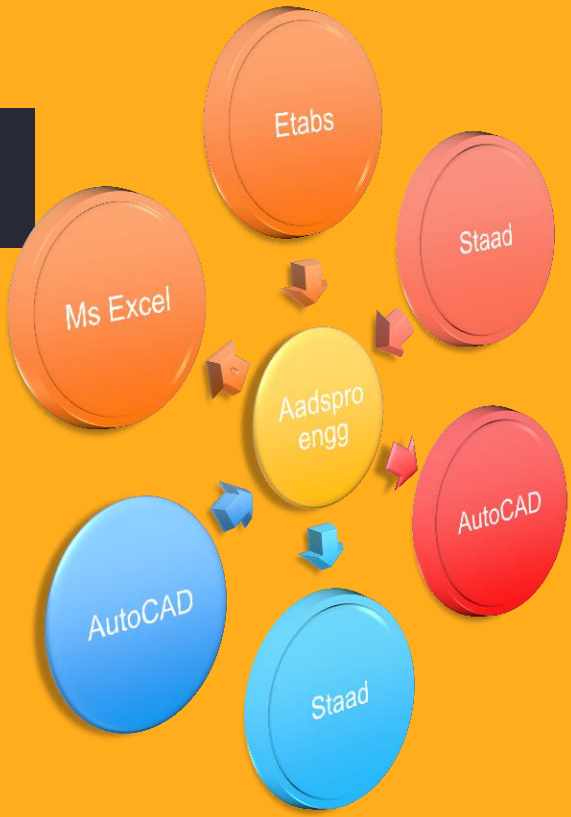 Etabs
Staad
Ms Excel
Aadspro
engg
AutoCAD
AutoCAD
Staad